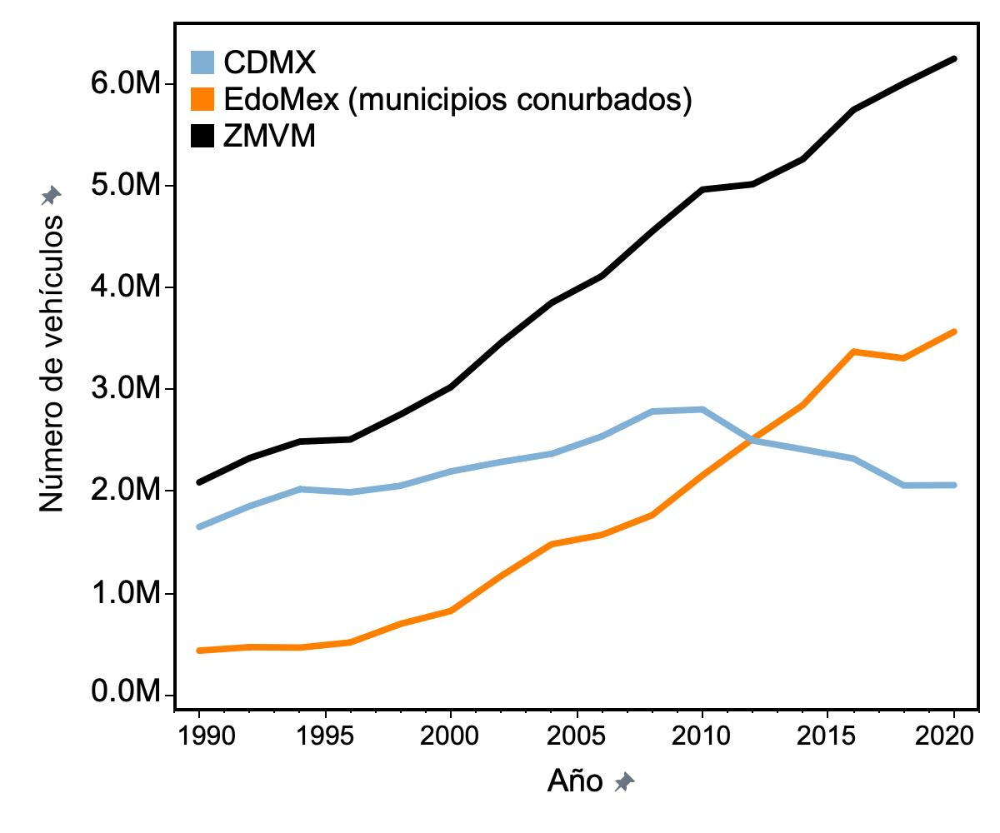 CDMX
EdoMex (municipios conurbados)
ZMVM
Número de vehículos
6.0M
5.0M
4.0M
3.0M
2.0M
1.0M
0.0M
1990 1995 2000 2005 2010 2015 2020
Año